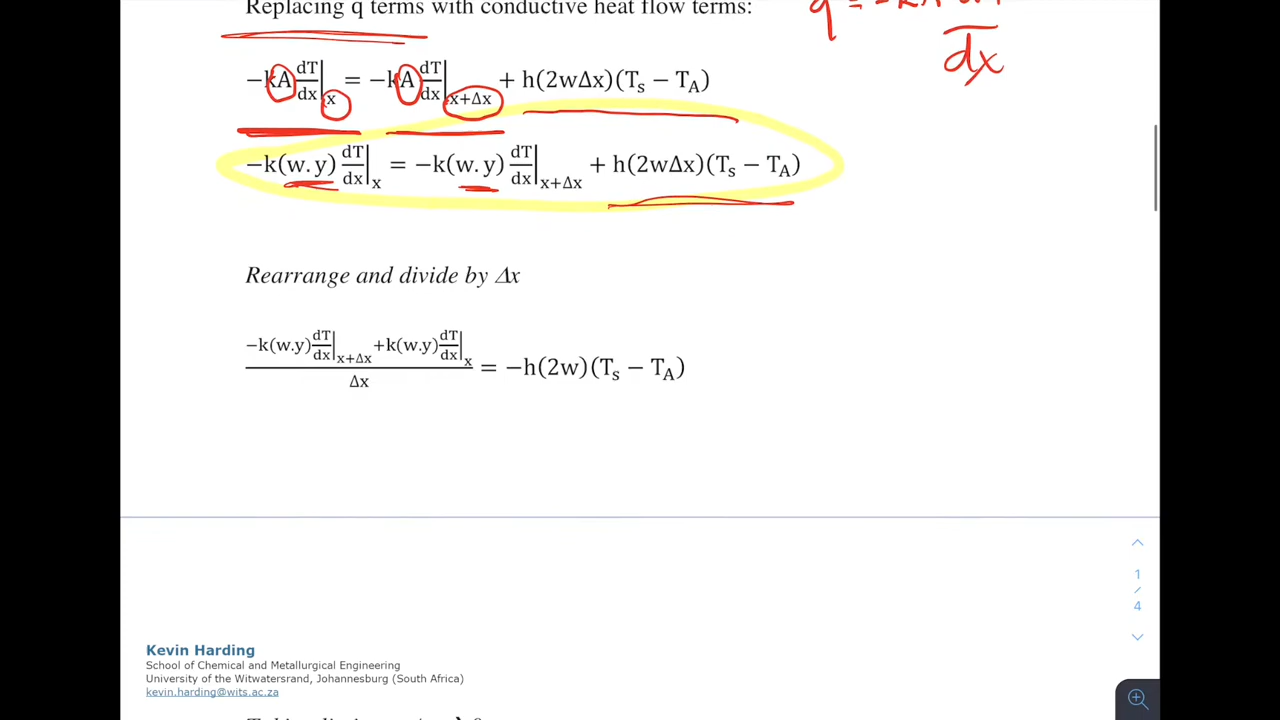 Replacing q terms with conductive heat flow terms:
dx
−kA dT/dx|x = −kA dT/dx|x+Δx + h(2wΔx)(Ts − TA)
−k(w. y) dT/dx|x = −k(w. y) dT/dx|x+Δx + h(2wΔx)(Ts − TA)
Rearrange and divide by Δx
−k(w.y) dT/dx|x+Δx +k(w.y) dT/dx|x / Δx = −h(2w)(Ts − TA)
1
/
4
Kevin Harding
School of Chemical and Metallurgical Engineering
University of the Witwatersrand, Johannesburg (South Africa)
kevin.harding@wits.ac.za